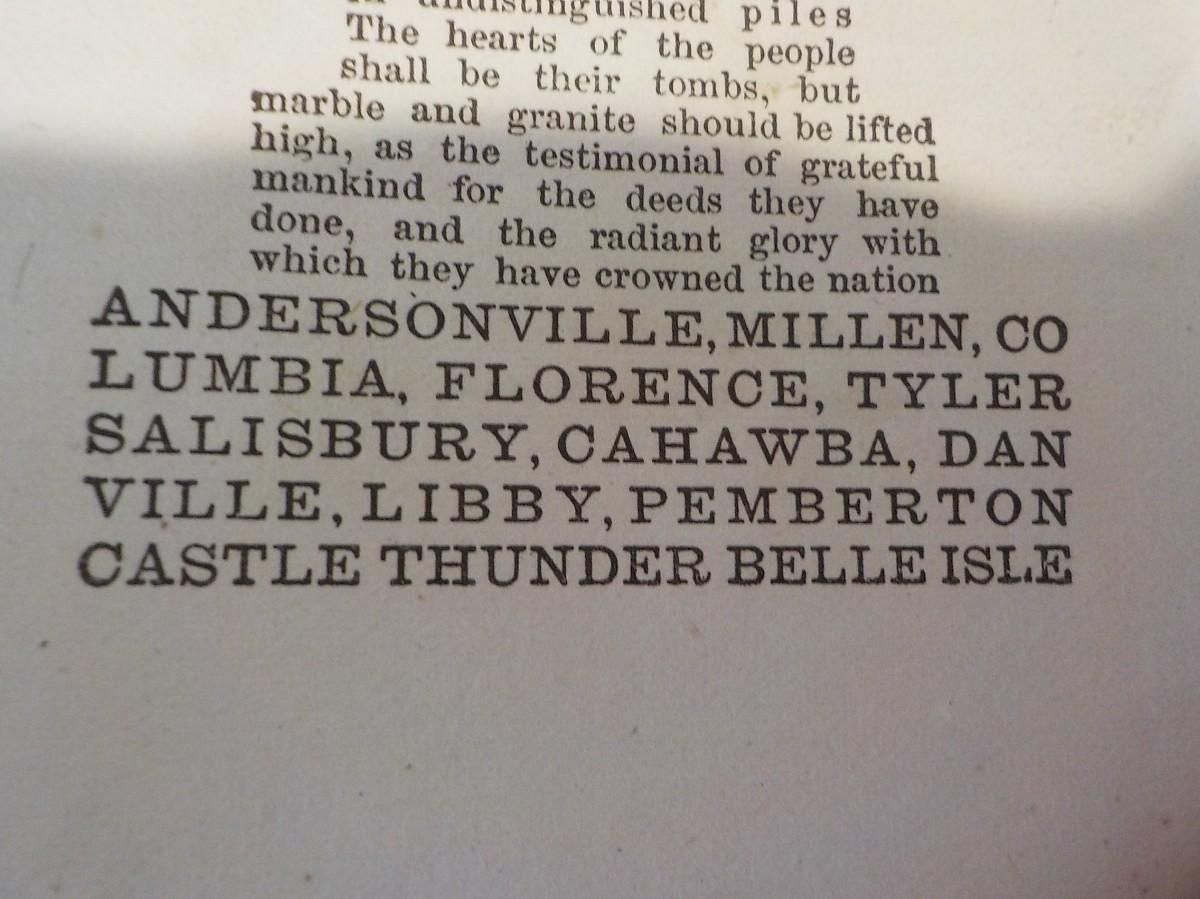 undistinguished piles
The hearts of the people
shall be their tombs, but
marble and granite should be lifted
high, as the testimonial of grateful
mankind for the deeds they have
done, and the radiant glory with
which they have crowned the nation
ANDERSONVILLE, MILLEN, CO
LUMBIA, FLORENCE, TYLER
SALISBURY, CAHAWBA, DAN
VILLE, LIBBY, PEMBERTON
CASTLE THUNDER BELLE ISLE